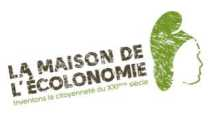 LA MAISON DE
L'ÉCOLONOMIE
Inventons la citoyenneté du XXIème siècle